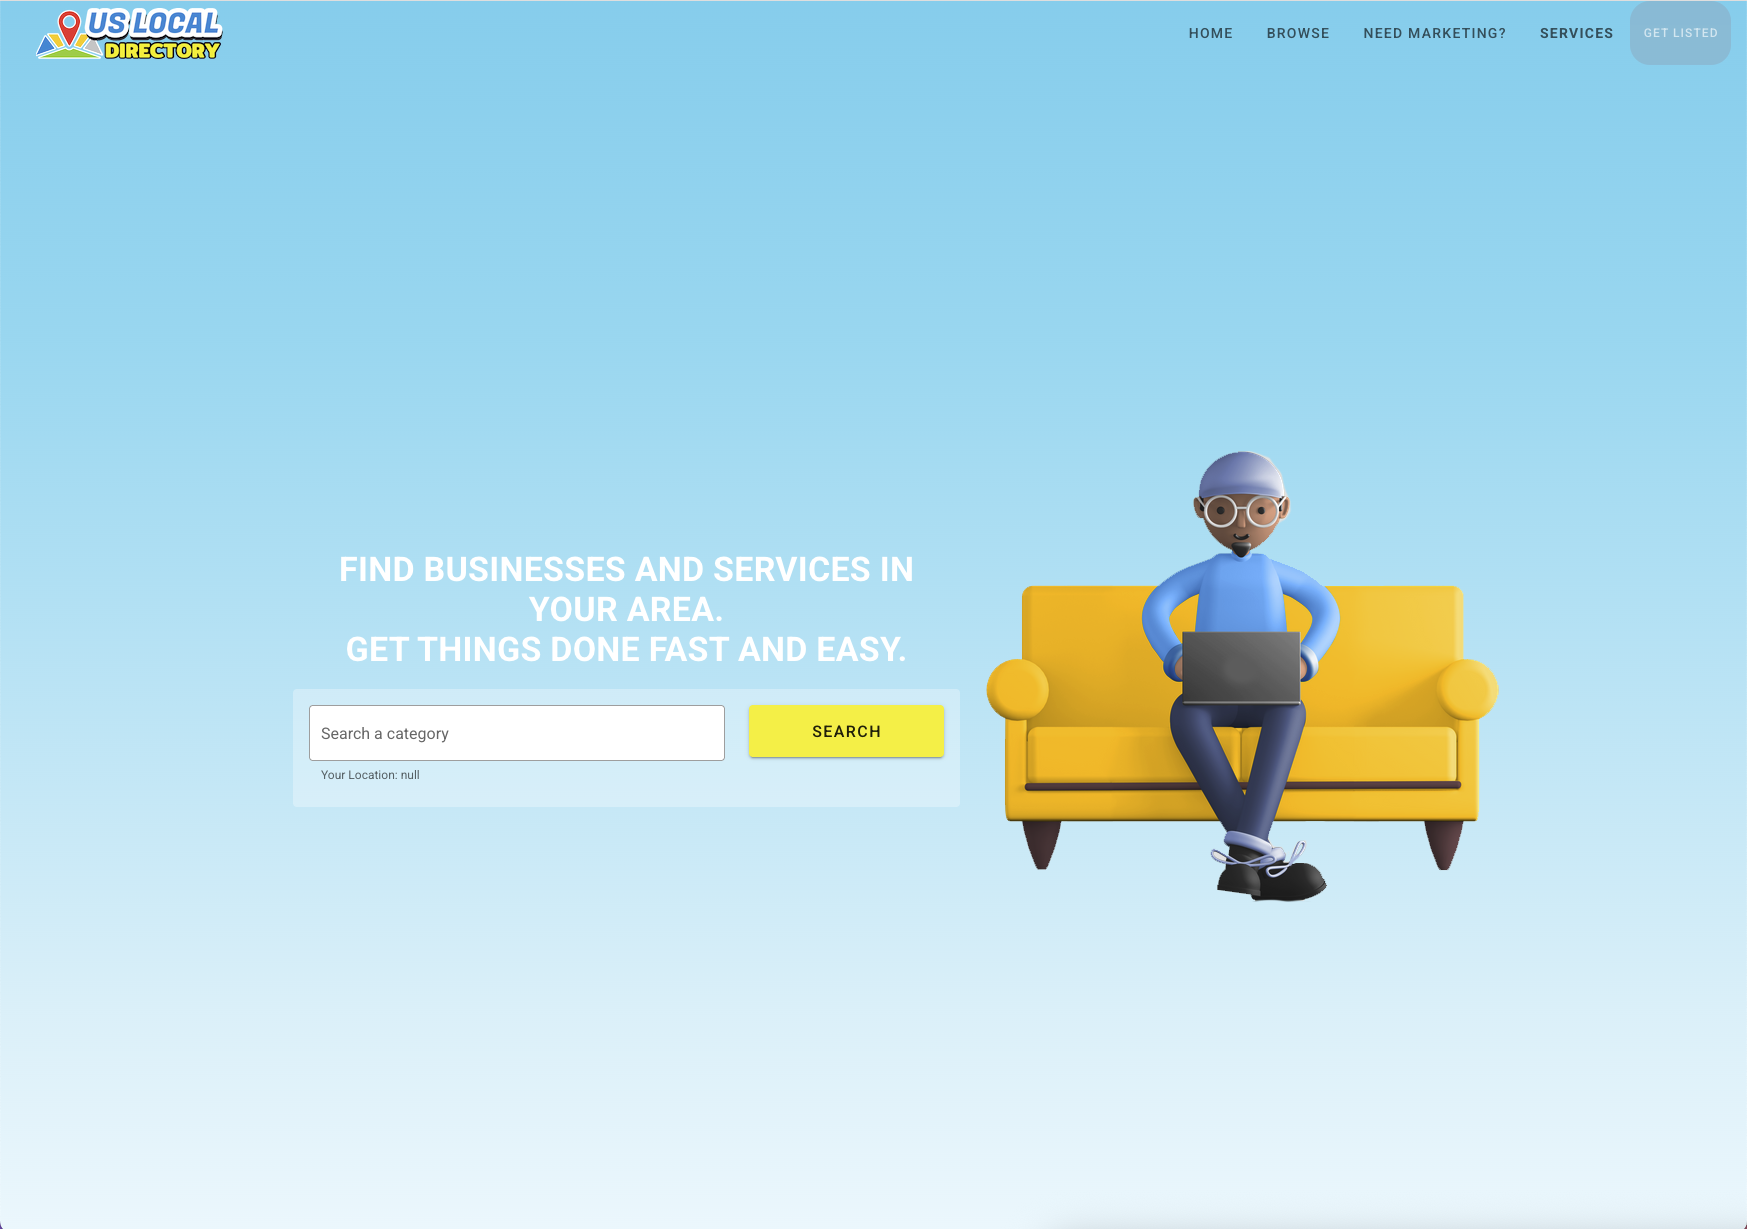 US LOCAL
DIRECTORY
HOME BROWSE NEED MARKETING? SERVICES GET LISTED
FIND BUSINESSES AND SERVICES IN
YOUR AREA.
GET THINGS DONE FAST AND EASY.
Search a category
SEARCH
Your Location: null